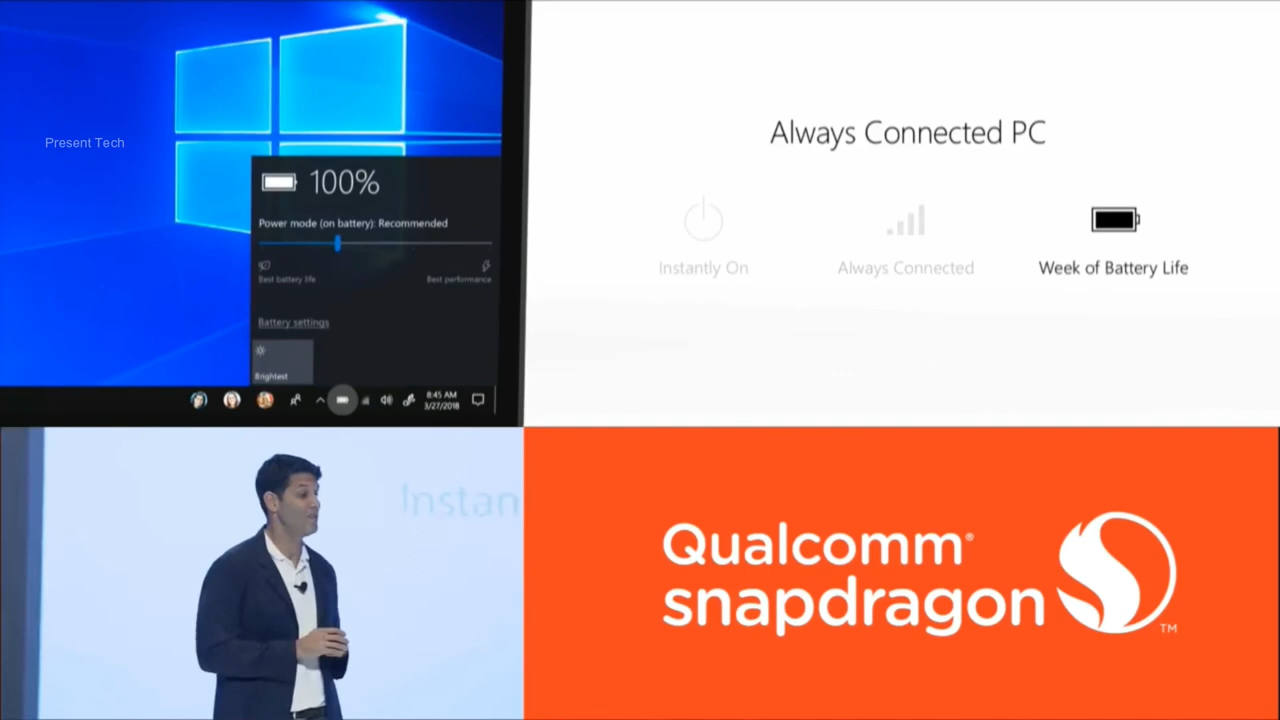 Present Tech
100%
Power mode (on battery): Recommended
Best battery life
Best performance
Battery settings
Brightest
8:45 AM
3/27/2018
Always Connected PC
Instantly On
Always Connected
Week of Battery Life
Instan
Qualcomm®
snapdragon™